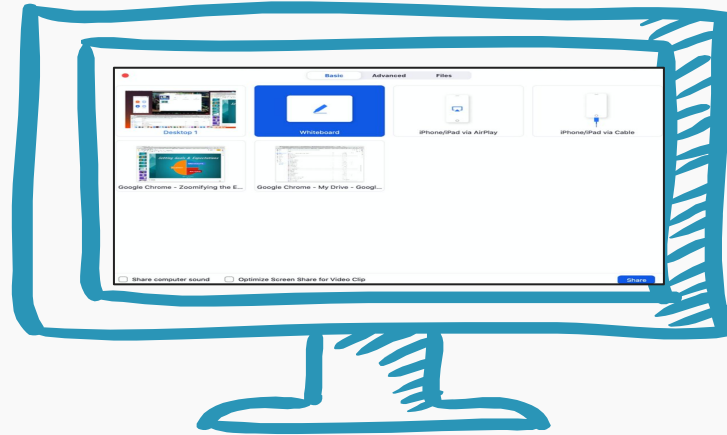 Basic Advanced Files
Desktop 1 Whiteboard iPhone/iPad via AirPlay iPhone/iPad via Cable
Google Chrome - Zoomifying the E... Google Chrome - My Drive - Googl...
Share computer sound Optimize Screen Share for Video Clip Share